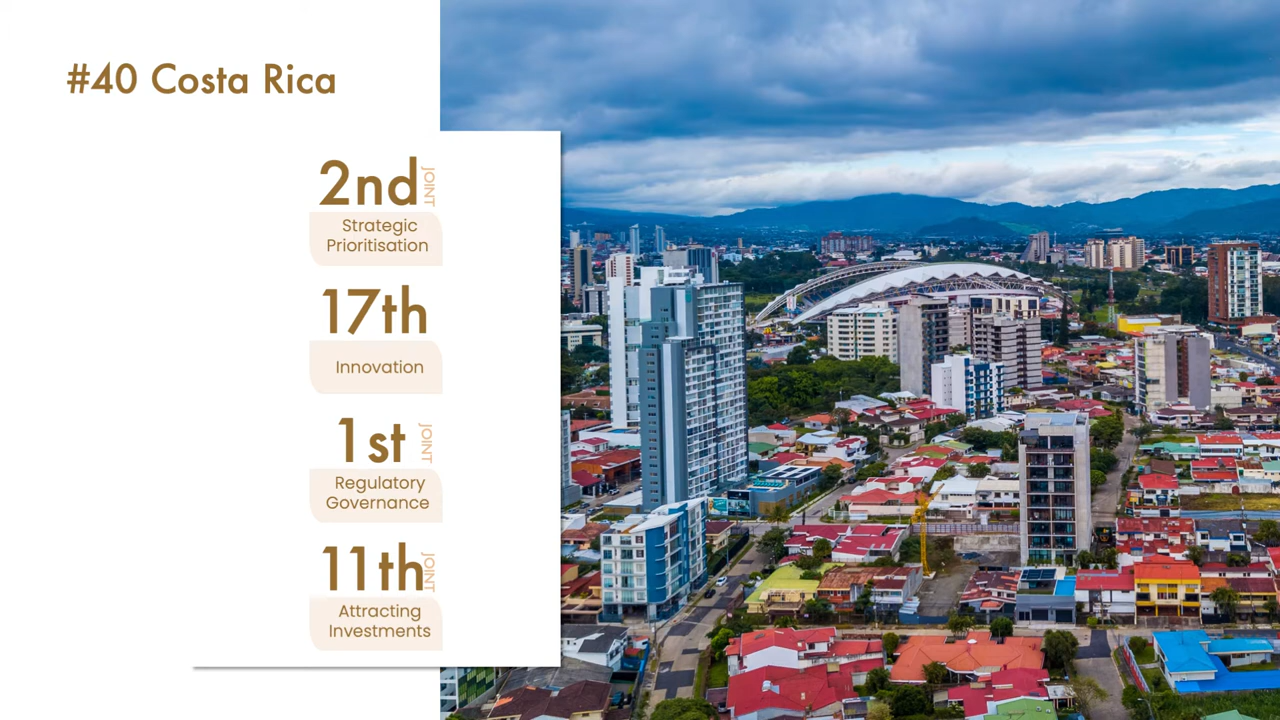 #40 Costa Rica
2nd JOINT
Strategic
Prioritisation
17th
Innovation
1st JOINT
Regulatory
Governance
11th JOINT
Attracting
Investments